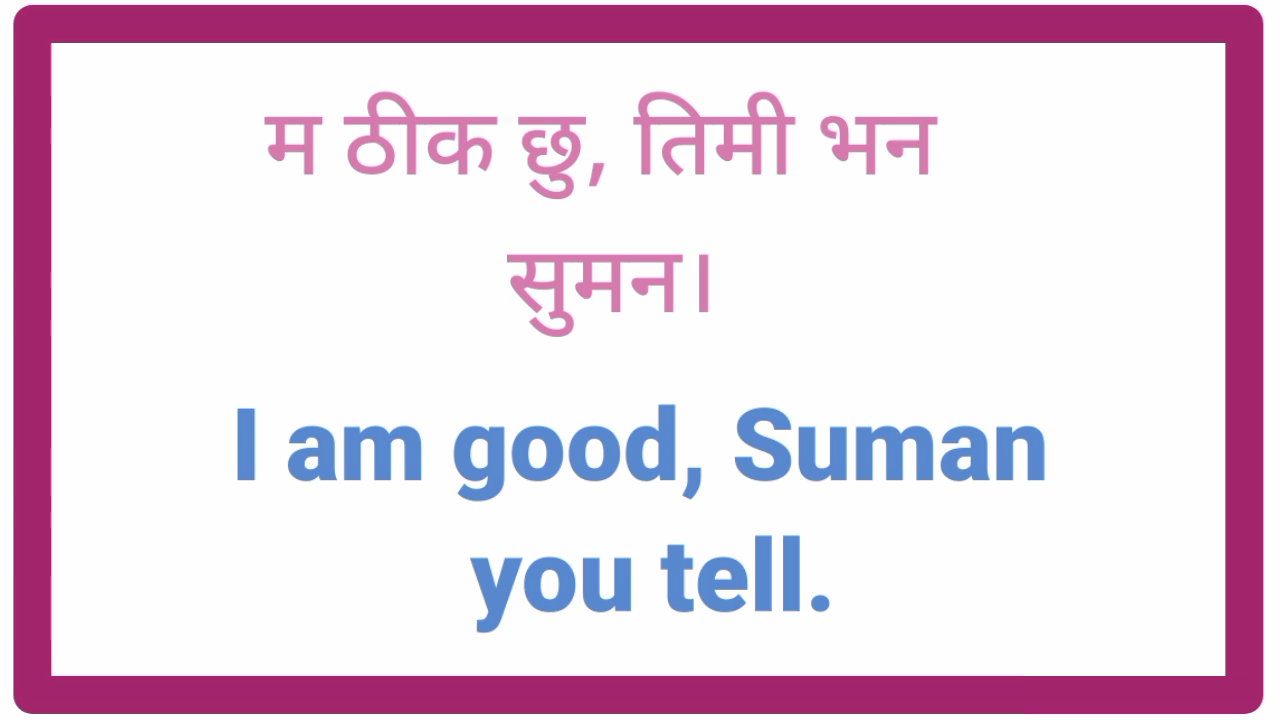 म ठीक छु, तिमी भन
सुमन।
I am good, Suman
you tell.